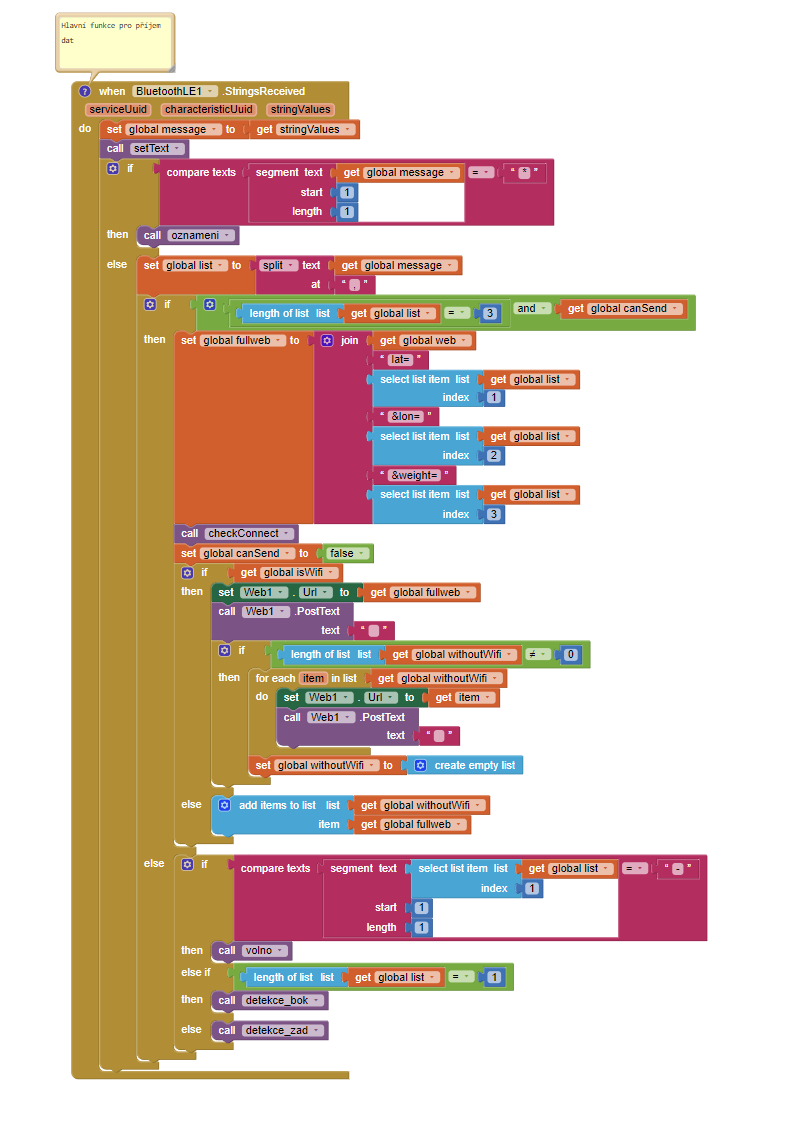 Hlavní funkce pro příjem
dat
? when BluetoothLE1 .StringsReceived
serviceUuid characteristicUuid stringValues
do set global message to get stringValues
call setText
if compare texts segment text get global message = " * "
start 1
length 1
then call oznameni
else set global list to split text get global message
at " , "
if length of list list get global list = 3 and get global canSend
then set global fullweb to join get global web
" lat= "
select list item list get global list
index 1
" &lon= "
select list item list get global list
index 2
" &weight= "
select list item list get global list
index 3
call checkConnect
set global canSend to false
if get global isWifi
then set Web1 . Url to get global fullweb
call Web1 .PostText
text " "
if length of list list get global withoutWifi ≠ 0
then for each item in list get global withoutWifi
do set Web1 . Url to get item
call Web1 .PostText
text " "
set global withoutWifi to create empty list
else add items to list list get global withoutWifi
item get global fullweb
else if compare texts segment text select list item list get global list = " - "
index 1
start 1
length 1
then call volno
else if length of list list get global list = 1
then call detekce_bok
else call detekce_zad